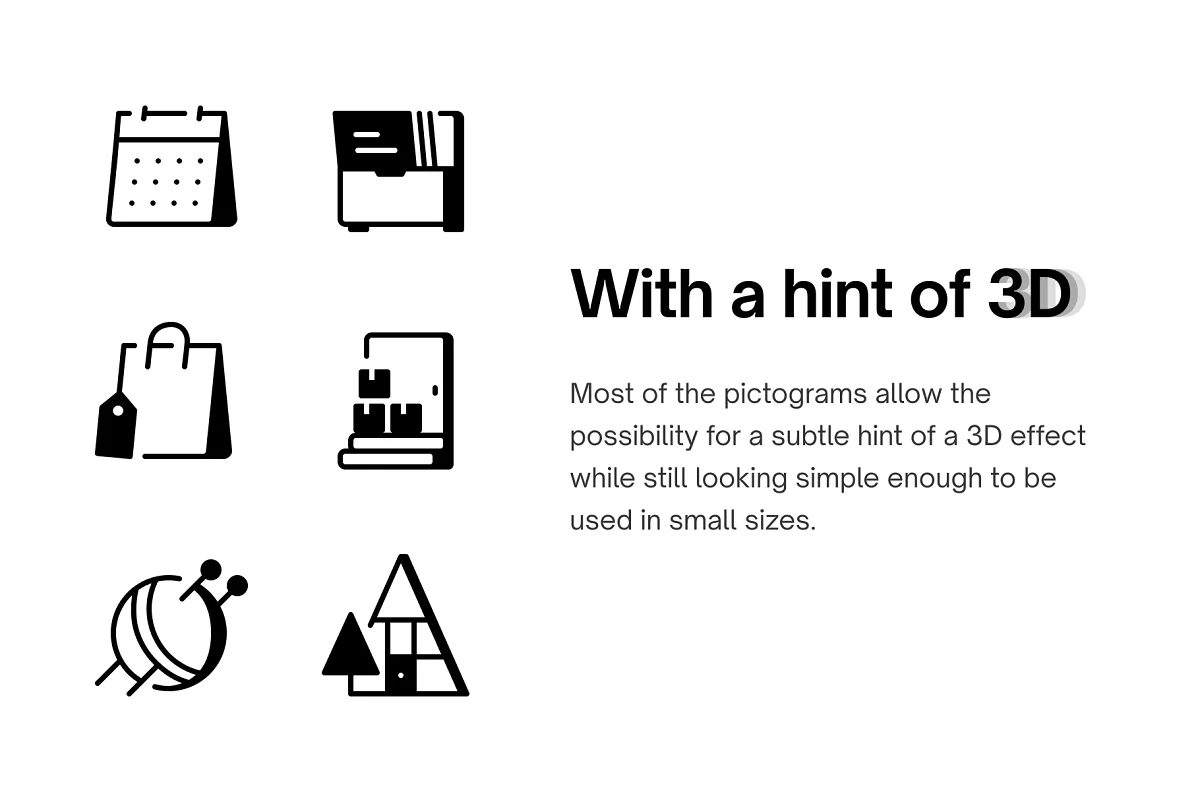 With a hint of 3D
Most of the pictograms allow the
possibility for a subtle hint of a 3D effect
while still looking simple enough to be
used in small sizes.